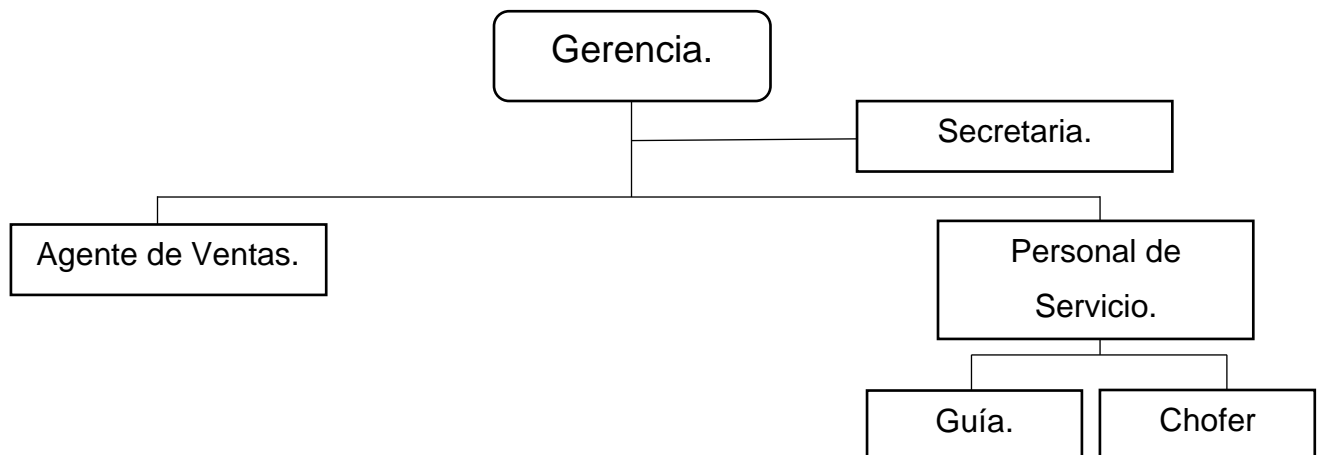 Gerencia.
Secretaria.
Agente de Ventas.
Personal de
Servicio.
Guía.
Chofer